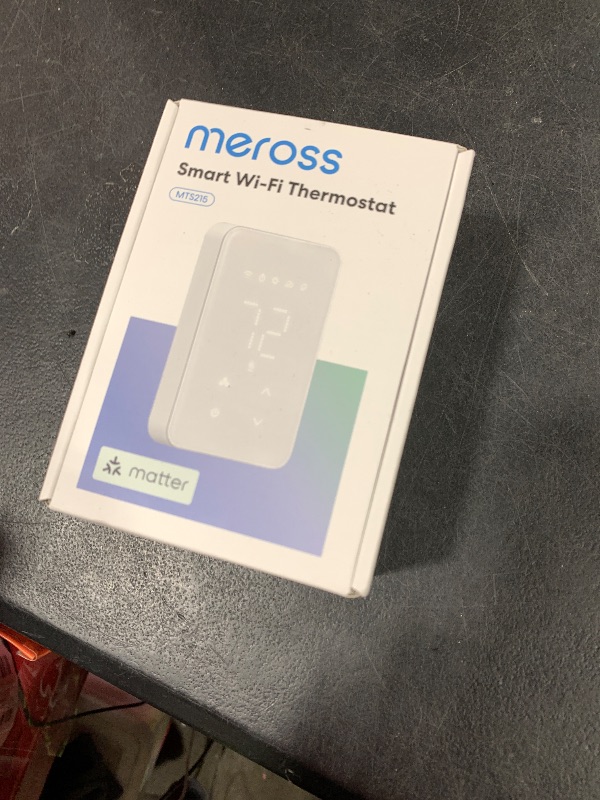 meross
Smart Wi-Fi Thermostat
MTS215
72
matter